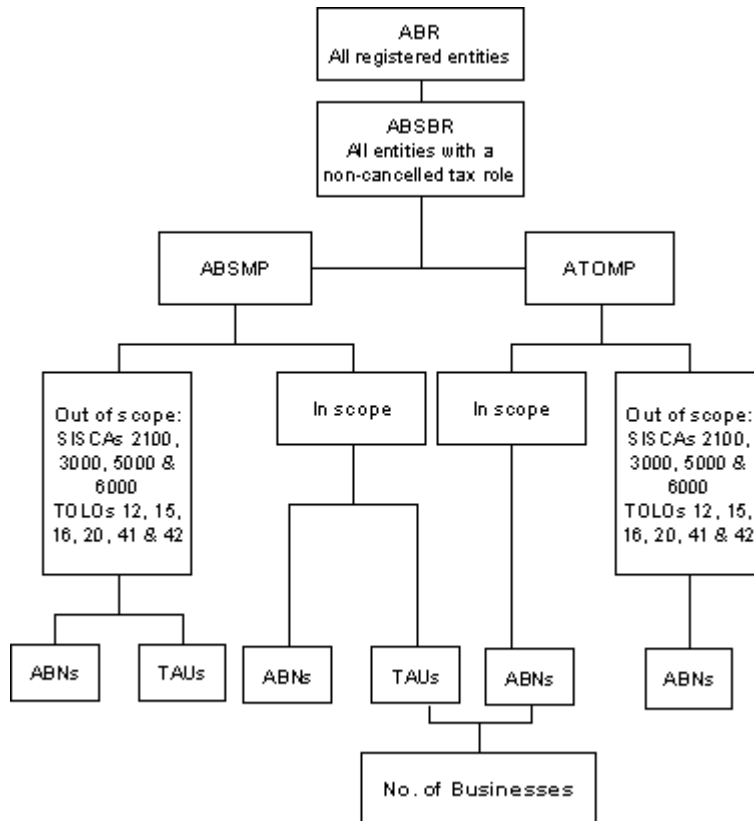 ABR
All registered entities
ABSBR
All entities with a
non-cancelled tax role
ABSMP
ATOMP
Out of scope:
SISCAs 2100,
3000, 5000 &
6000
TOLOs 12, 15,
16, 20, 41 & 42
In scope
In scope
Out of scope:
SISCAs 2100,
3000, 5000 &
6000
TOLOs 12, 15,
16, 20, 41 & 42
ABNs
TAUs
ABNs
TAUs
ABNs
ABNs
No. of Businesses